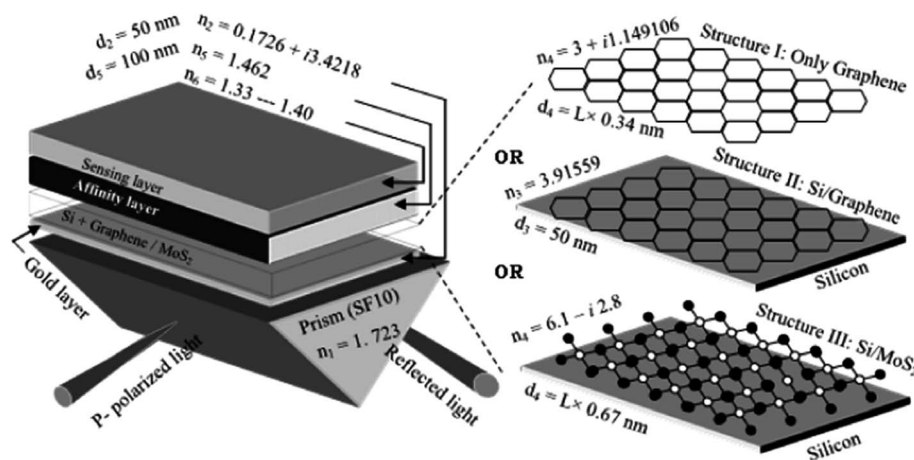 d₂ = 50 nm
n₂ = 0.1726 + i3.4218
d₅ = 100 nm
n₅ = 1.462
n₆ = 1.33 --- 1.40
Sensing layer
Affinity layer
Si + Graphene / MoS₂
Gold layer
Prism (SF10)
n₁ = 1. 723
P- polarized light
Reflected light
Structure I: Only Graphene
n₄ = 3 + i1.149106
d₄ = L× 0.34 nm
OR
Structure II: Si/Graphene
n₃ = 3.91559
d₃ = 50 nm
Silicon
OR
Structure III: Si/MoS₂
n₄ = 6.1 – i 2.8
d₄ = L× 0.67 nm
Silicon